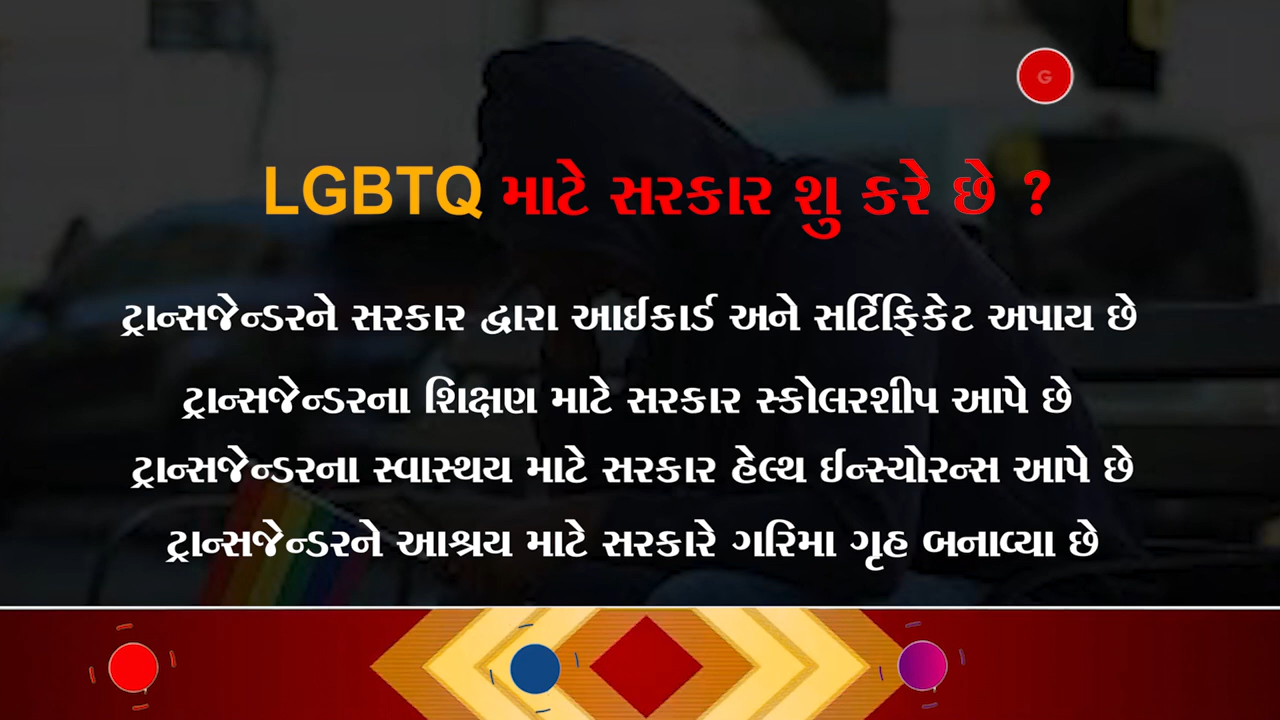 G
LGBTQ માટે સરકાર શુ કરે છે ?
ટ્રાન્સજેન્ડરને સરકાર દ્વારા આઈકાર્ડ અને સર્ટિફિકેટ અપાય છે
ટ્રાન્સજેન્ડરના શિક્ષણ માટે સરકાર સ્કોલરશીપ આપે છે
ટ્રાન્સજેન્ડરના સ્વાસ્થય માટે સરકાર હેલ્થ ઈન્સ્યોરન્સ આપે છે
ટ્રાન્સજેન્ડરને આશ્રય માટે સરકારે ગરિમા ગૃહ બનાવ્યા છે